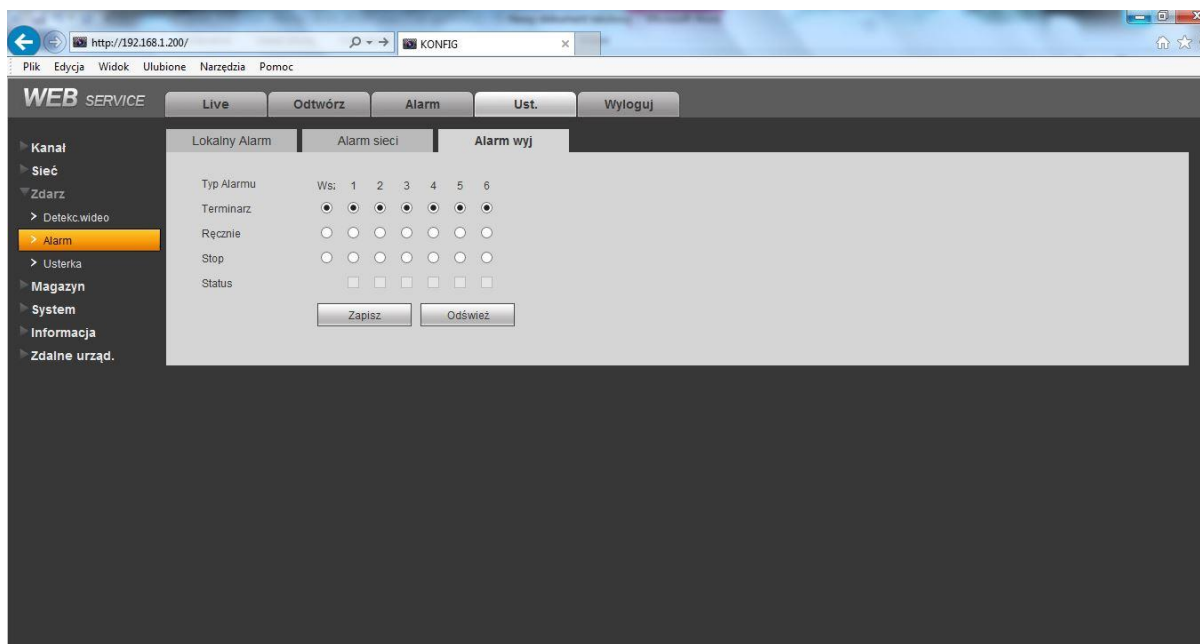 http://192.168.1.200/
KONFIG
Plik Edycja Widok Ulubione Narzędzia Pomoc
WEB SERVICE
Live Odtwórz Alarm Ust. Wyloguj
Lokalny Alarm Alarm sieci Alarm wyj
Kanał
Sieć
Zdarz
Detekc.wideo
Alarm
Usterka
Magazyn
System
Informacja
Zdalne urząd.
Typ Alarmu Ws: 1 2 3 4 5 6
Terminarz
Ręcznie
Stop
Status
Zapisz Odśwież